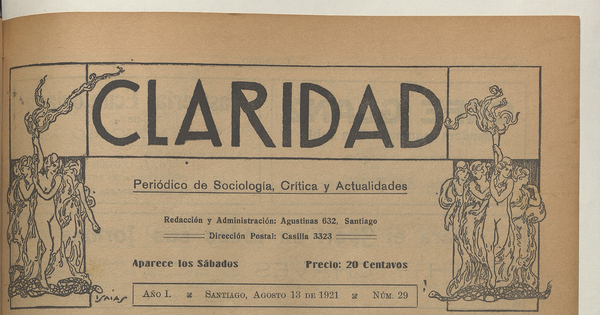 CLARIDAD
Periódico de Sociología, Crítica y Actualidades
Redacción y Administración: Agustinas 632, Santiago
Dirección Postal: Casilla 3323
Aparece los Sábados Precio: 20 Centavos
ISAIAS
AÑO I. SANTIAGO, AGOSTO 13 DE 1921 NÚM. 29